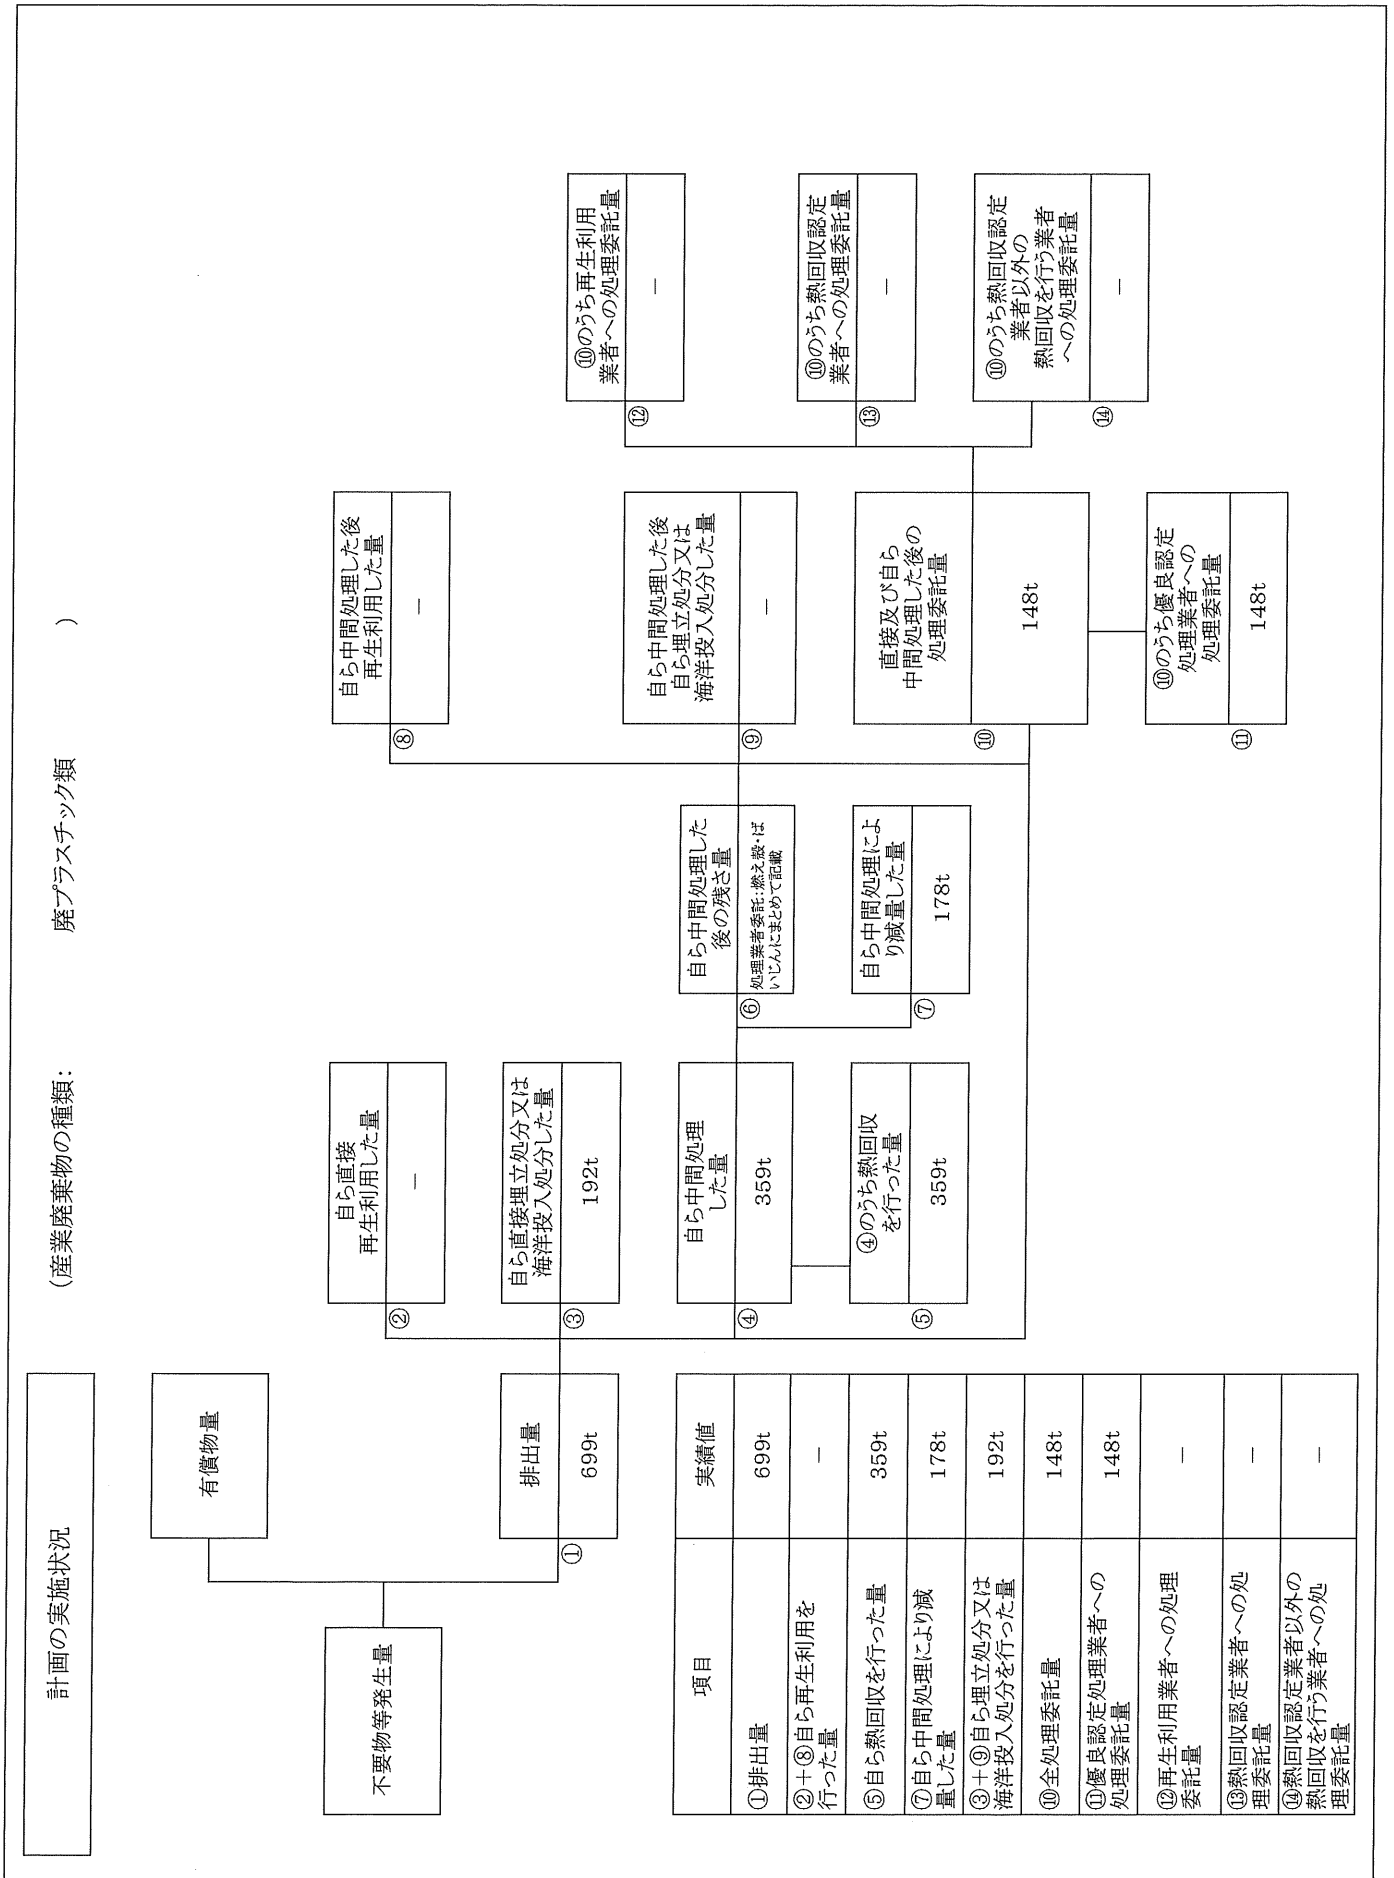 計画の実施状況
(産業廃棄物の種類：　廃プラスチック類　)
不要物等発生量
有償物量
排出量
①
699t
自ら直接
再生利用した量
②
－
自ら直接埋立処分又は
海洋投入処分した量
③
192t
自ら中間処理
した量
④
359t
④のうち熱回収
を行った量
⑤
359t
自ら中間処理した
後の残さ量
⑥
処理業者委託：燃え殻・ば
いじんにまとめて記載
自ら中間処理によ
り減量した量
⑦
178t
自ら中間処理した後
再生利用した量
⑧
－
自ら中間処理した後
自ら埋立処分又は
海洋投入処分した量
⑨
－
直接及び自ら
中間処理した後の
処理委託量
⑩
148t
⑩のうち優良認定
処理業者への
処理委託量
⑪
148t
⑩のうち再生利用
業者への処理委託量
⑫
－
⑩のうち熱回収認定
業者への処理委託量
⑬
－
⑩のうち熱回収認定
業者以外の
熱回収を行う業者
への処理委託量
⑭
－
項目　実績値
①排出量　699t
②＋⑧自ら再生利用を
行った量　－
⑤自ら熱回収を行った量　359t
⑦自ら中間処理により減
量した量　178t
③＋⑨自ら埋立処分又は
海洋投入処分を行った量　192t
⑩全処理委託量　148t
⑪優良認定処理業者への
処理委託量　148t
⑫再生利用業者への処理
委託量　－
⑬熱回収認定業者への処
理委託量　－
⑭熱回収認定業者以外の
熱回収を行う業者への処
理委託量　－